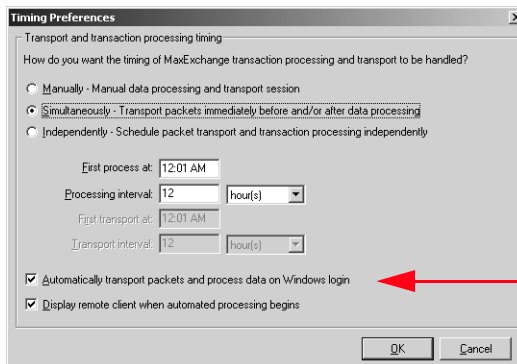 Timing Preferences
Transport and transaction processing timing
How do you want the timing of MaxExchange transaction processing and transport to be handled?
Manually - Manual data processing and transport session
Simultaneously - Transport packets immediately before and/or after data processing
Independently - Schedule packet transport and transaction processing independently
First process at: 12:01 AM
Processing interval: 12 hour(s)
First transport at: 12:01 AM
Transport interval: 12 hour(s)
Automatically transport packets and process data on Windows login
Display remote client when automated processing begins
OK Cancel